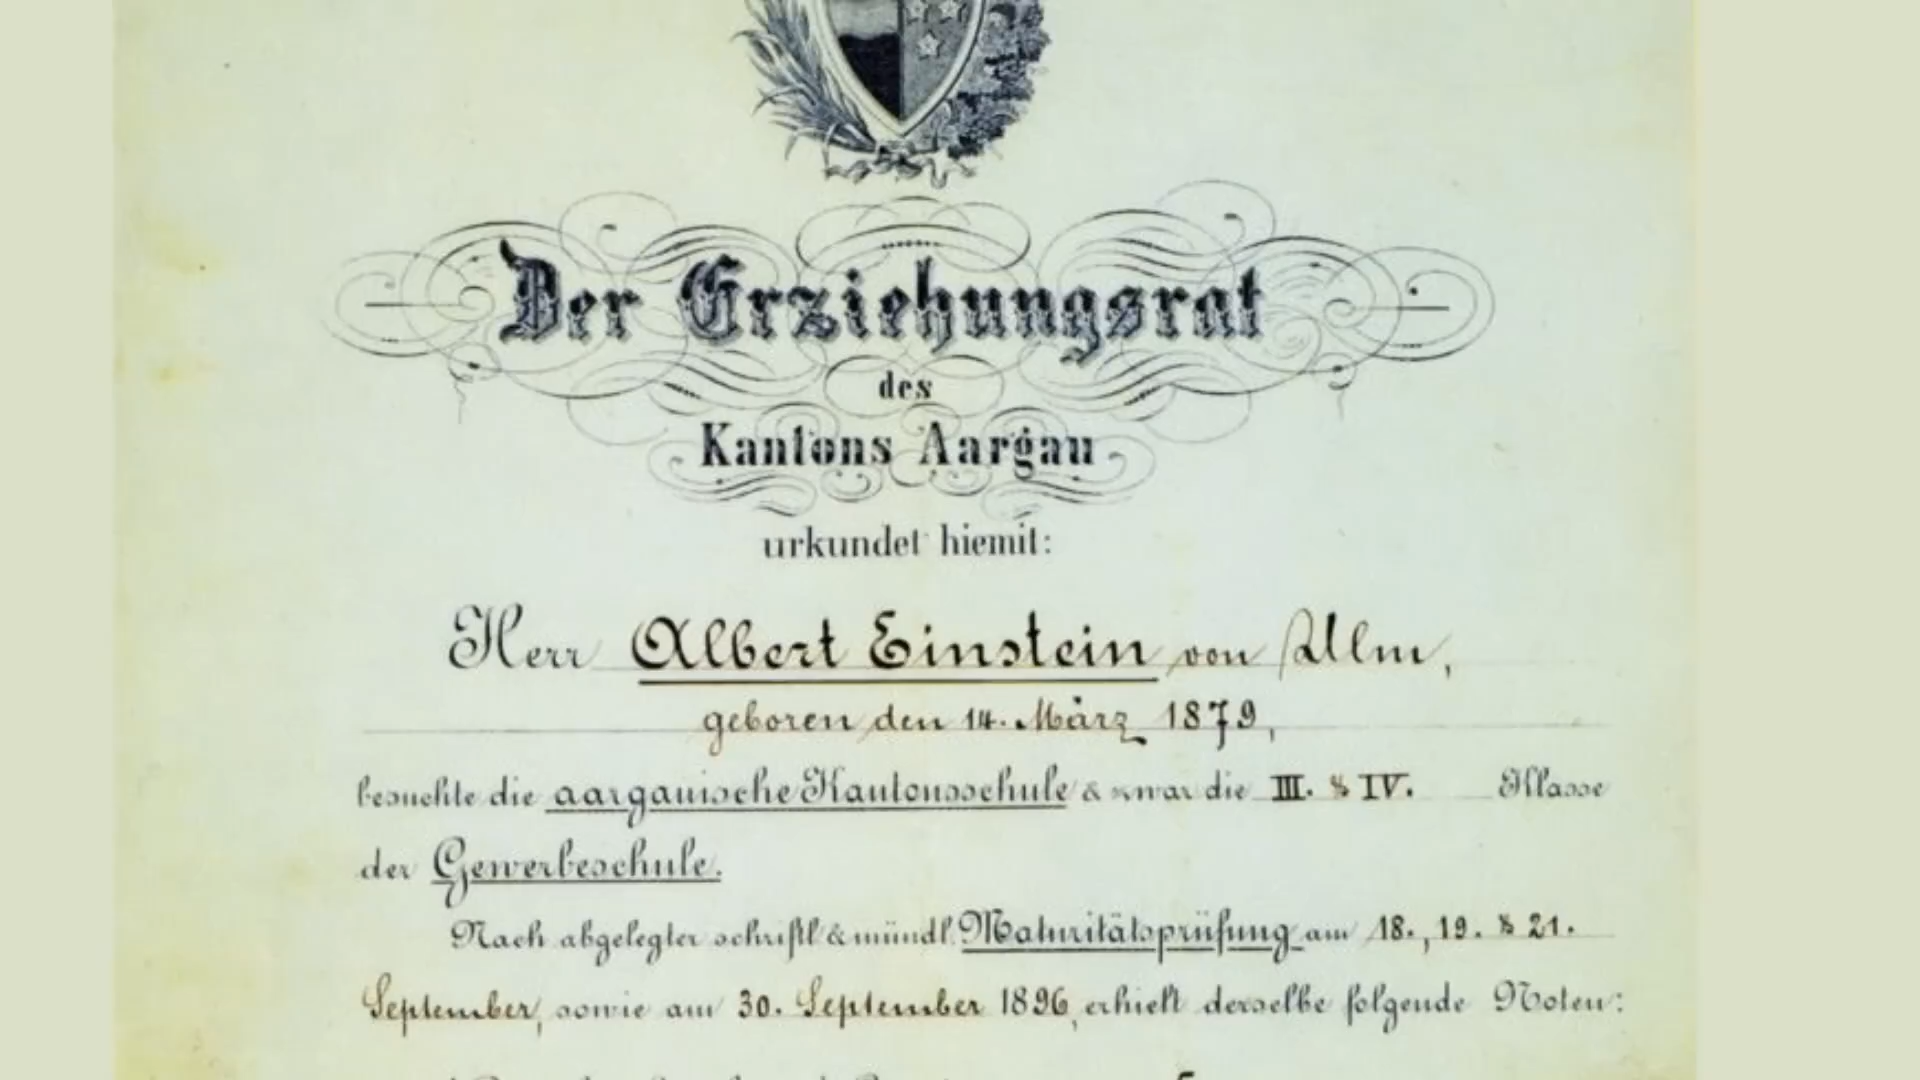 Der Erziehungsrat
des
Kantons Aargau
urkundet hiemit:
Herr Albert Einstein von Ulm,
geboren den 14. März 1879,
besuchte die aargauische Kantonsschule & zwar die III. & IV. Klasse
der Gewerbeschule.
Nach abgelegter schriftl & mündl. Maturitätsprüfung am 18., 19. & 21.
September, sowie am 30. September 1896, erhielt derselbe folgende Noten: